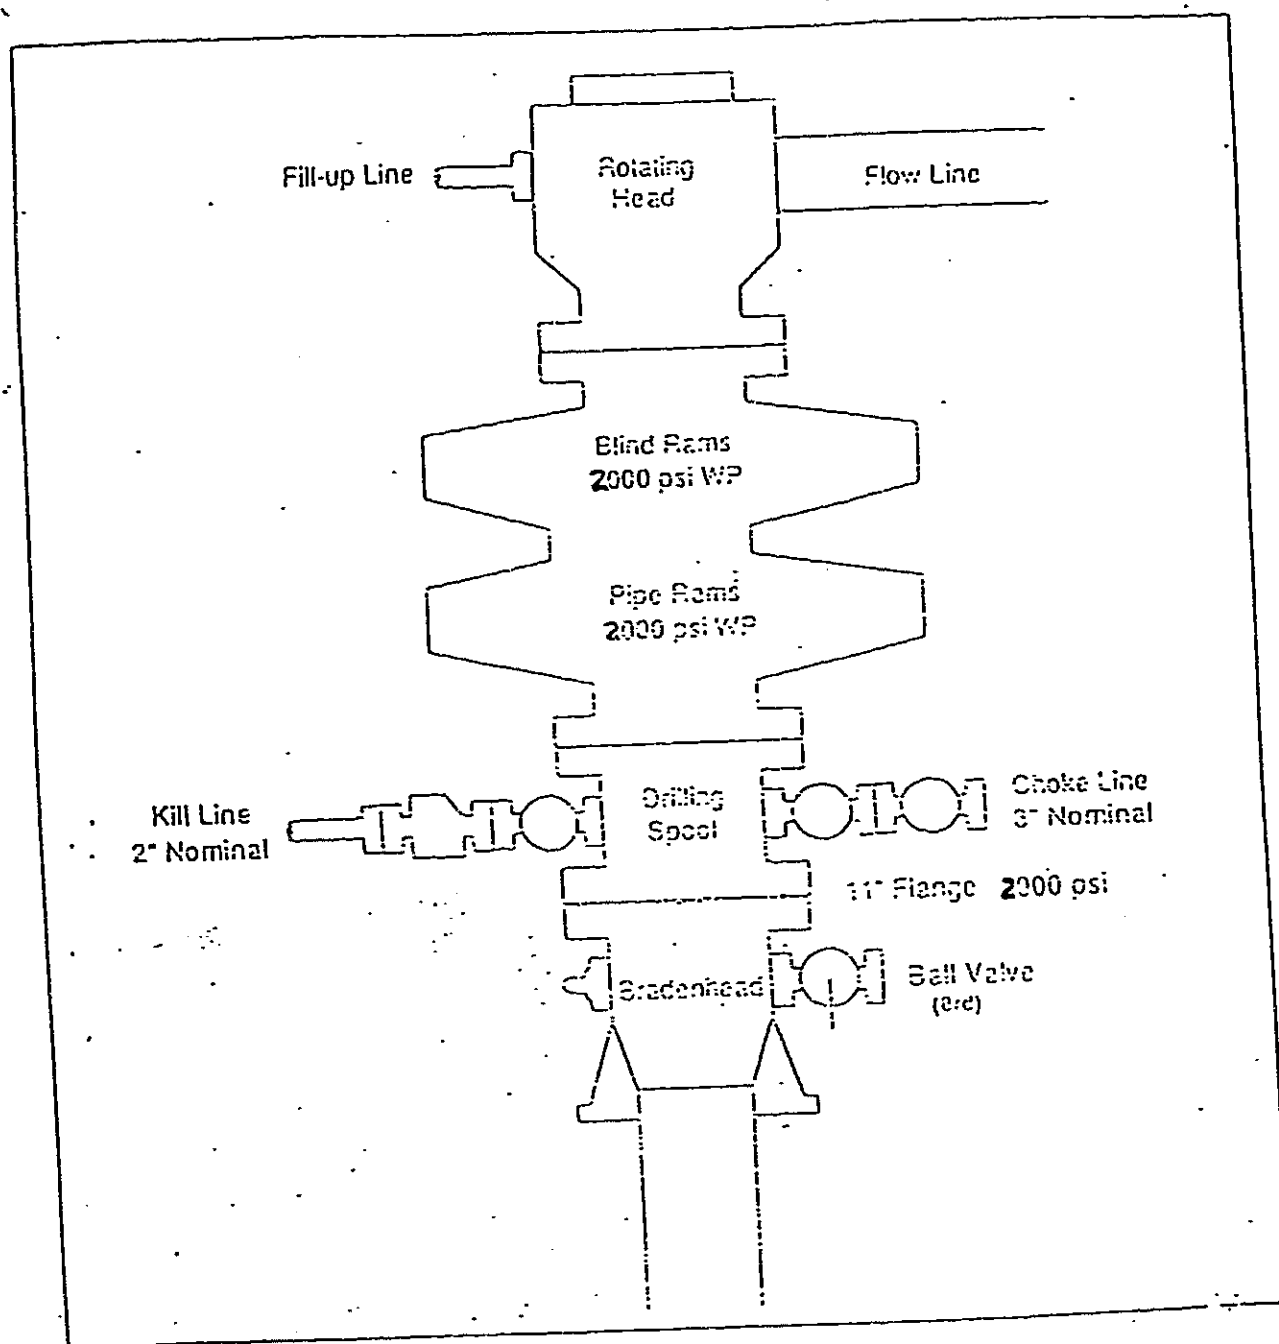 Fill-up Line
Rotating
Head
Flow Line
Blind Rams
2000 psi WP
Pipe Rams
2000 psi WP
Kill Line
2" Nominal
Drilling
Spool
Choke Line
3" Nominal
11" Flange 2000 psi
Bradenhead
Ball Valve